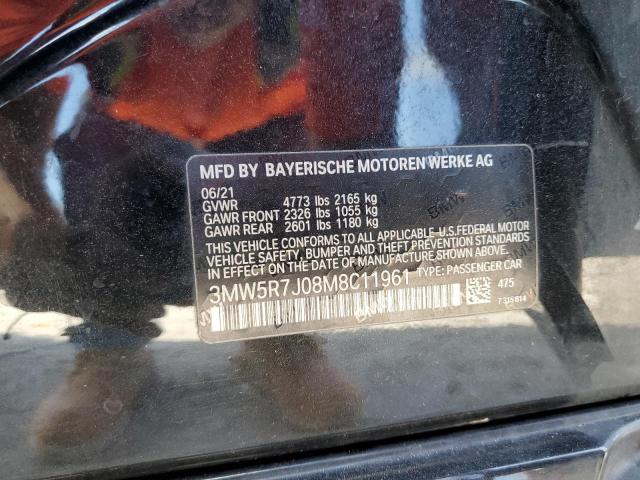 MFD BY BAYERISCHE MOTOREN WERKE AG
06/21
GVWR 4773 lbs 2165 kg
GAWR FRONT 2326 lbs 1055 kg
GAWR REAR 2601 lbs 1180 kg
THIS VEHICLE CONFORMS TO ALL APPLICABLE U.S.FEDERAL MOTOR
VEHICLE SAFETY, BUMPER AND THEFT PREVENTION STANDARDS
IN EFFECT ON THE DATE OF MANUFACTURE SHOWN ABOVE.
3MW5R7J08M8C11961 TYPE: PASSENGER CAR
475
7315814